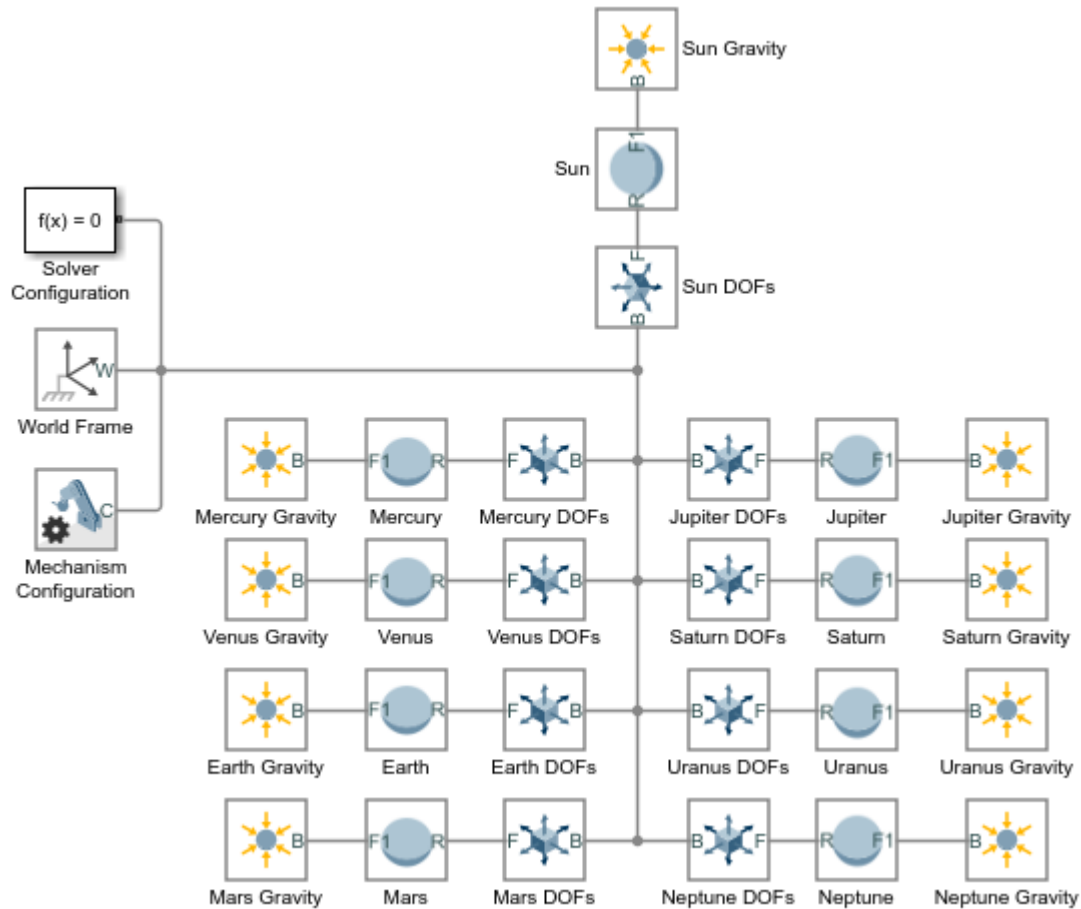 B
Sun Gravity
F1
Sun
R
f(x) = 0
F
Solver
Configuration
Sun DOFs
B
W
World Frame
B F1 R F B B F R F1 B
Mercury Gravity Mercury Mercury DOFs Jupiter DOFs Jupiter Jupiter Gravity
C
Mechanism
Configuration
B F1 R F B B F R F1 B
Venus Gravity Venus Venus DOFs Saturn DOFs Saturn Saturn Gravity
B F1 R F B B F R F1 B
Earth Gravity Earth Earth DOFs Uranus DOFs Uranus Uranus Gravity
B F1 R F B B F R F1 B
Mars Gravity Mars Mars DOFs Neptune DOFs Neptune Neptune Gravity